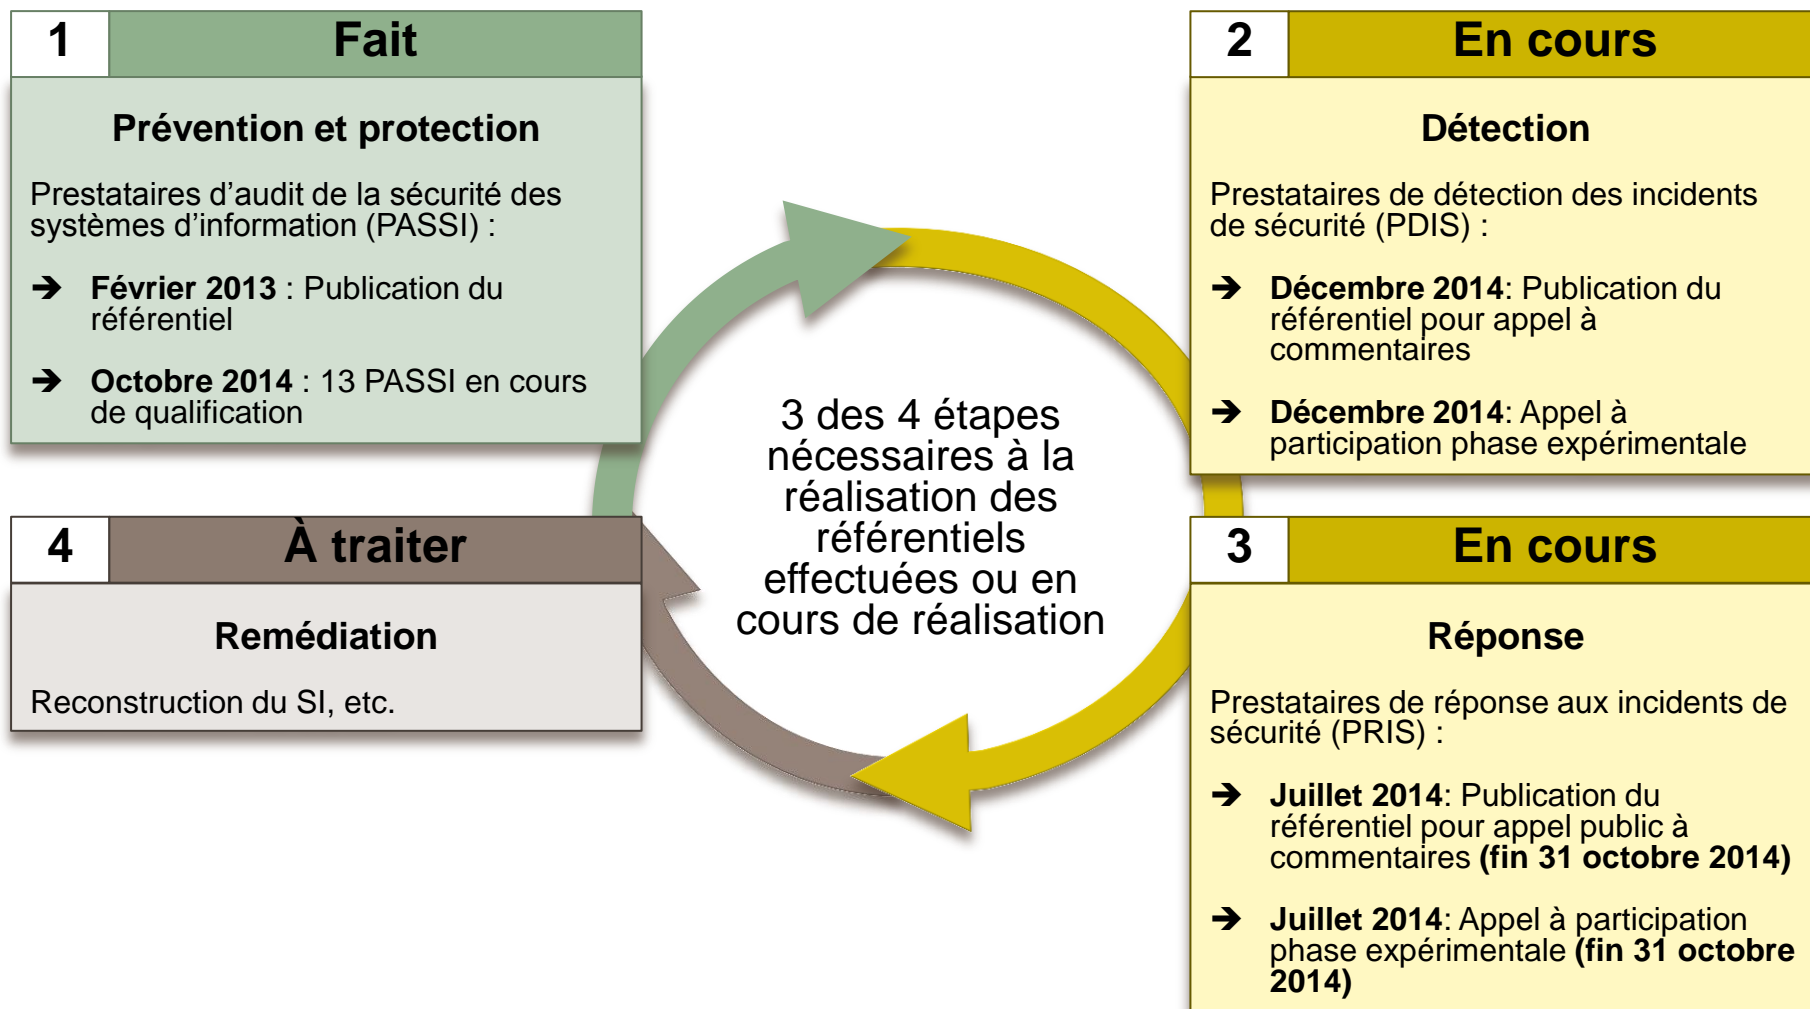 1 Fait
Prévention et protection
Prestataires d’audit de la sécurité des
systèmes d’information (PASSI) :
➔ Février 2013 : Publication du
référentiel
➔ Octobre 2014 : 13 PASSI en cours
de qualification
2 En cours
Détection
Prestataires de détection des incidents
de sécurité (PDIS) :
➔ Décembre 2014: Publication du
référentiel pour appel à
commentaires
➔ Décembre 2014: Appel à
participation phase expérimentale
3 des 4 étapes
nécessaires à la
réalisation des
référentiels
effectuées ou en
cours de réalisation
3 En cours
Réponse
Prestataires de réponse aux incidents de
sécurité (PRIS) :
➔ Juillet 2014: Publication du
référentiel pour appel public à
commentaires (fin 31 octobre 2014)
➔ Juillet 2014: Appel à participation
phase expérimentale (fin 31 octobre
2014)
4 À traiter
Remédiation
Reconstruction du SI, etc.